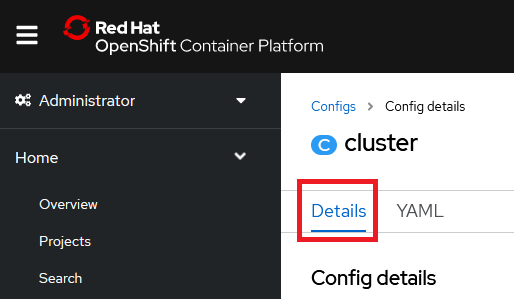 Red Hat
OpenShift Container Platform
Administrator
Home
Overview
Projects
Search
Configs > Config details
C cluster
Details YAML
Config details